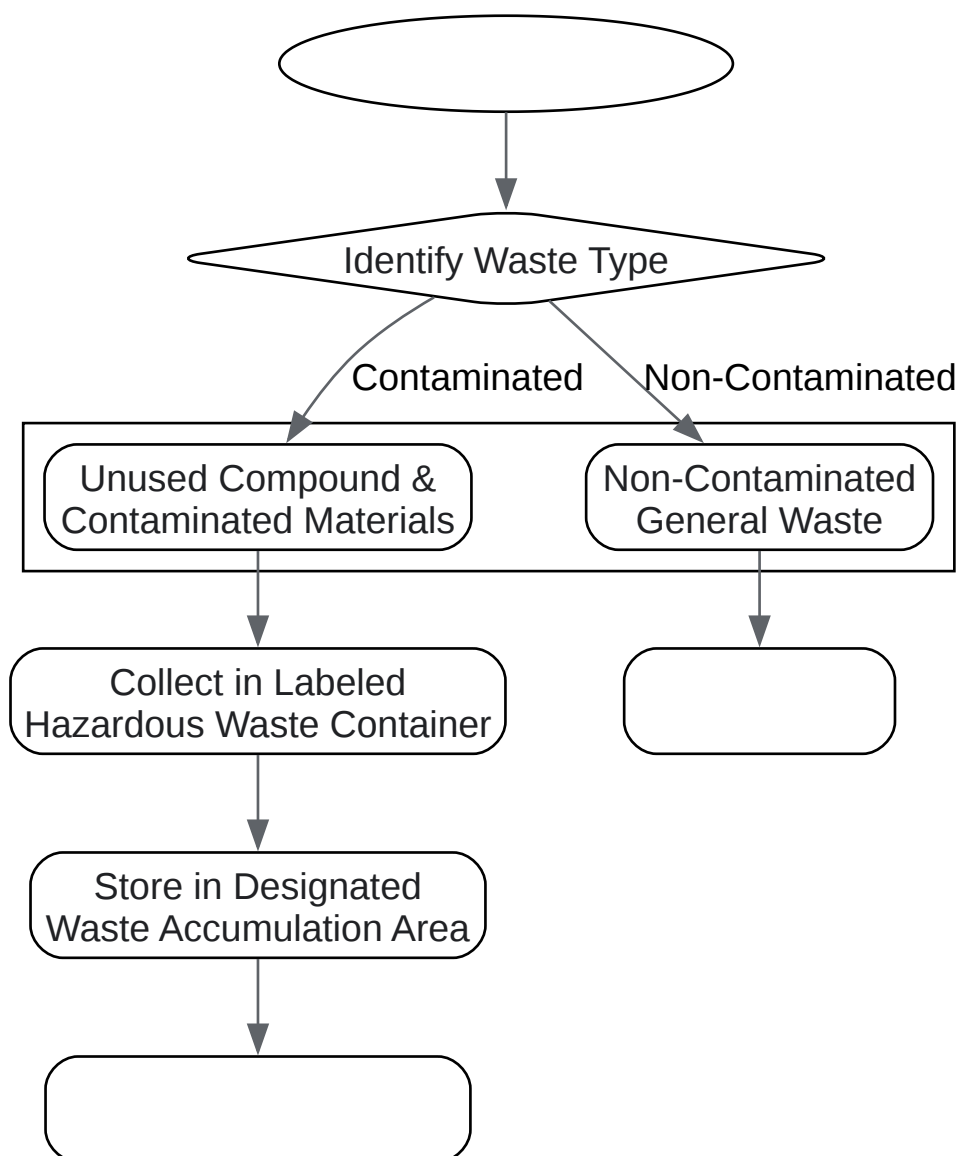 Identify Waste Type
Contaminated
Non-Contaminated
Unused Compound &
Contaminated Materials
Non-Contaminated
General Waste
Collect in Labeled
Hazardous Waste Container
Store in Designated
Waste Accumulation Area